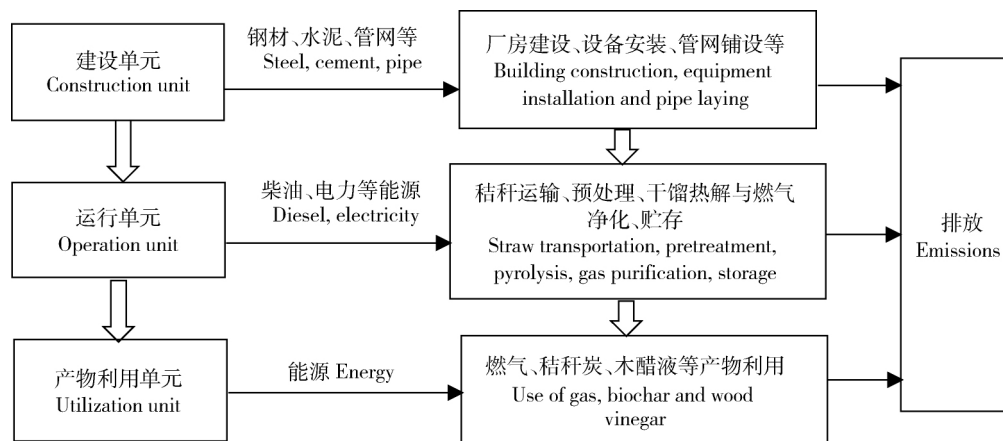 建设单元
Construction unit
钢材、水泥、管网等
Steel, cement, pipe
厂房建设、设备安装、管网铺设等
Building construction, equipment
installation and pipe laying
运行单元
Operation unit
柴油、电力等能源
Diesel, electricity
秸秆运输、预处理、干馏热解与燃气
净化、贮存
Straw transportation, pretreatment,
pyrolysis, gas purification, storage
排放
Emissions
产物利用单元
Utilization unit
能源 Energy
燃气、秸秆炭、木醋液等产物利用
Use of gas, biochar and wood
vinegar